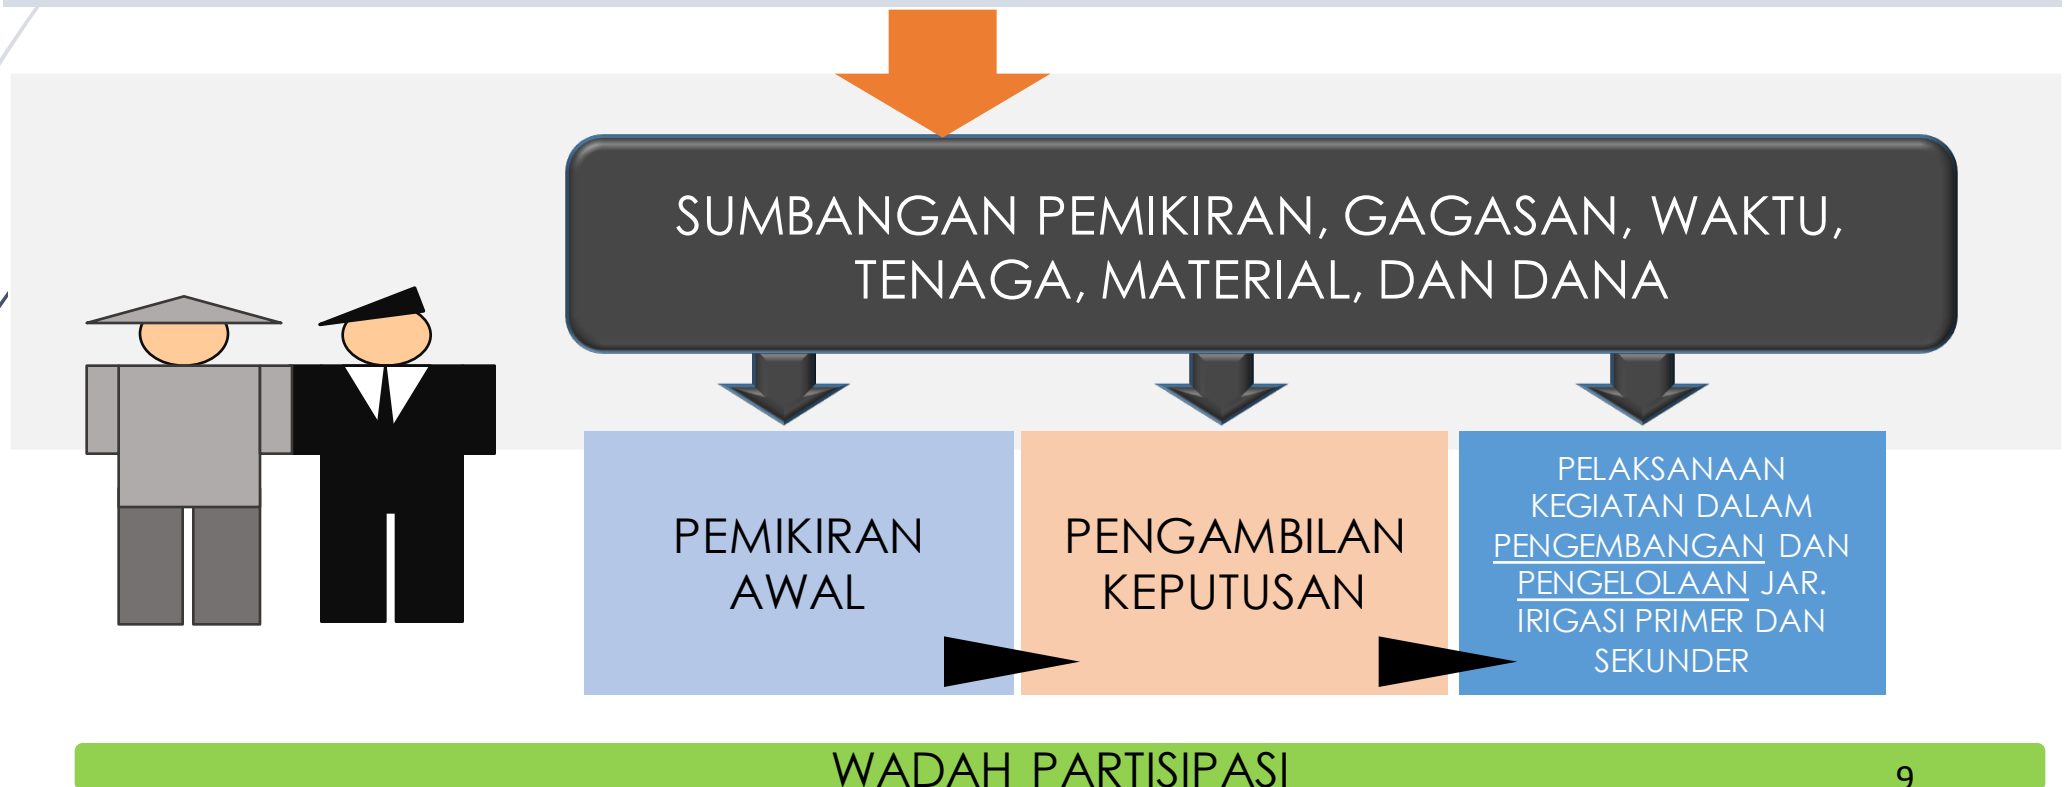 SUMBANGAN PEMIKIRAN, GAGASAN, WAKTU,
TENAGA, MATERIAL, DAN DANA
PEMIKIRAN
AWAL
PENGAMBILAN
KEPUTUSAN
PELAKSANAAN
KEGIATAN DALAM
PENGEMBANGAN DAN
PENGELOLAAN JAR.
IRIGASI PRIMER DAN
SEKUNDER
WADAH PARTISIPASI
9